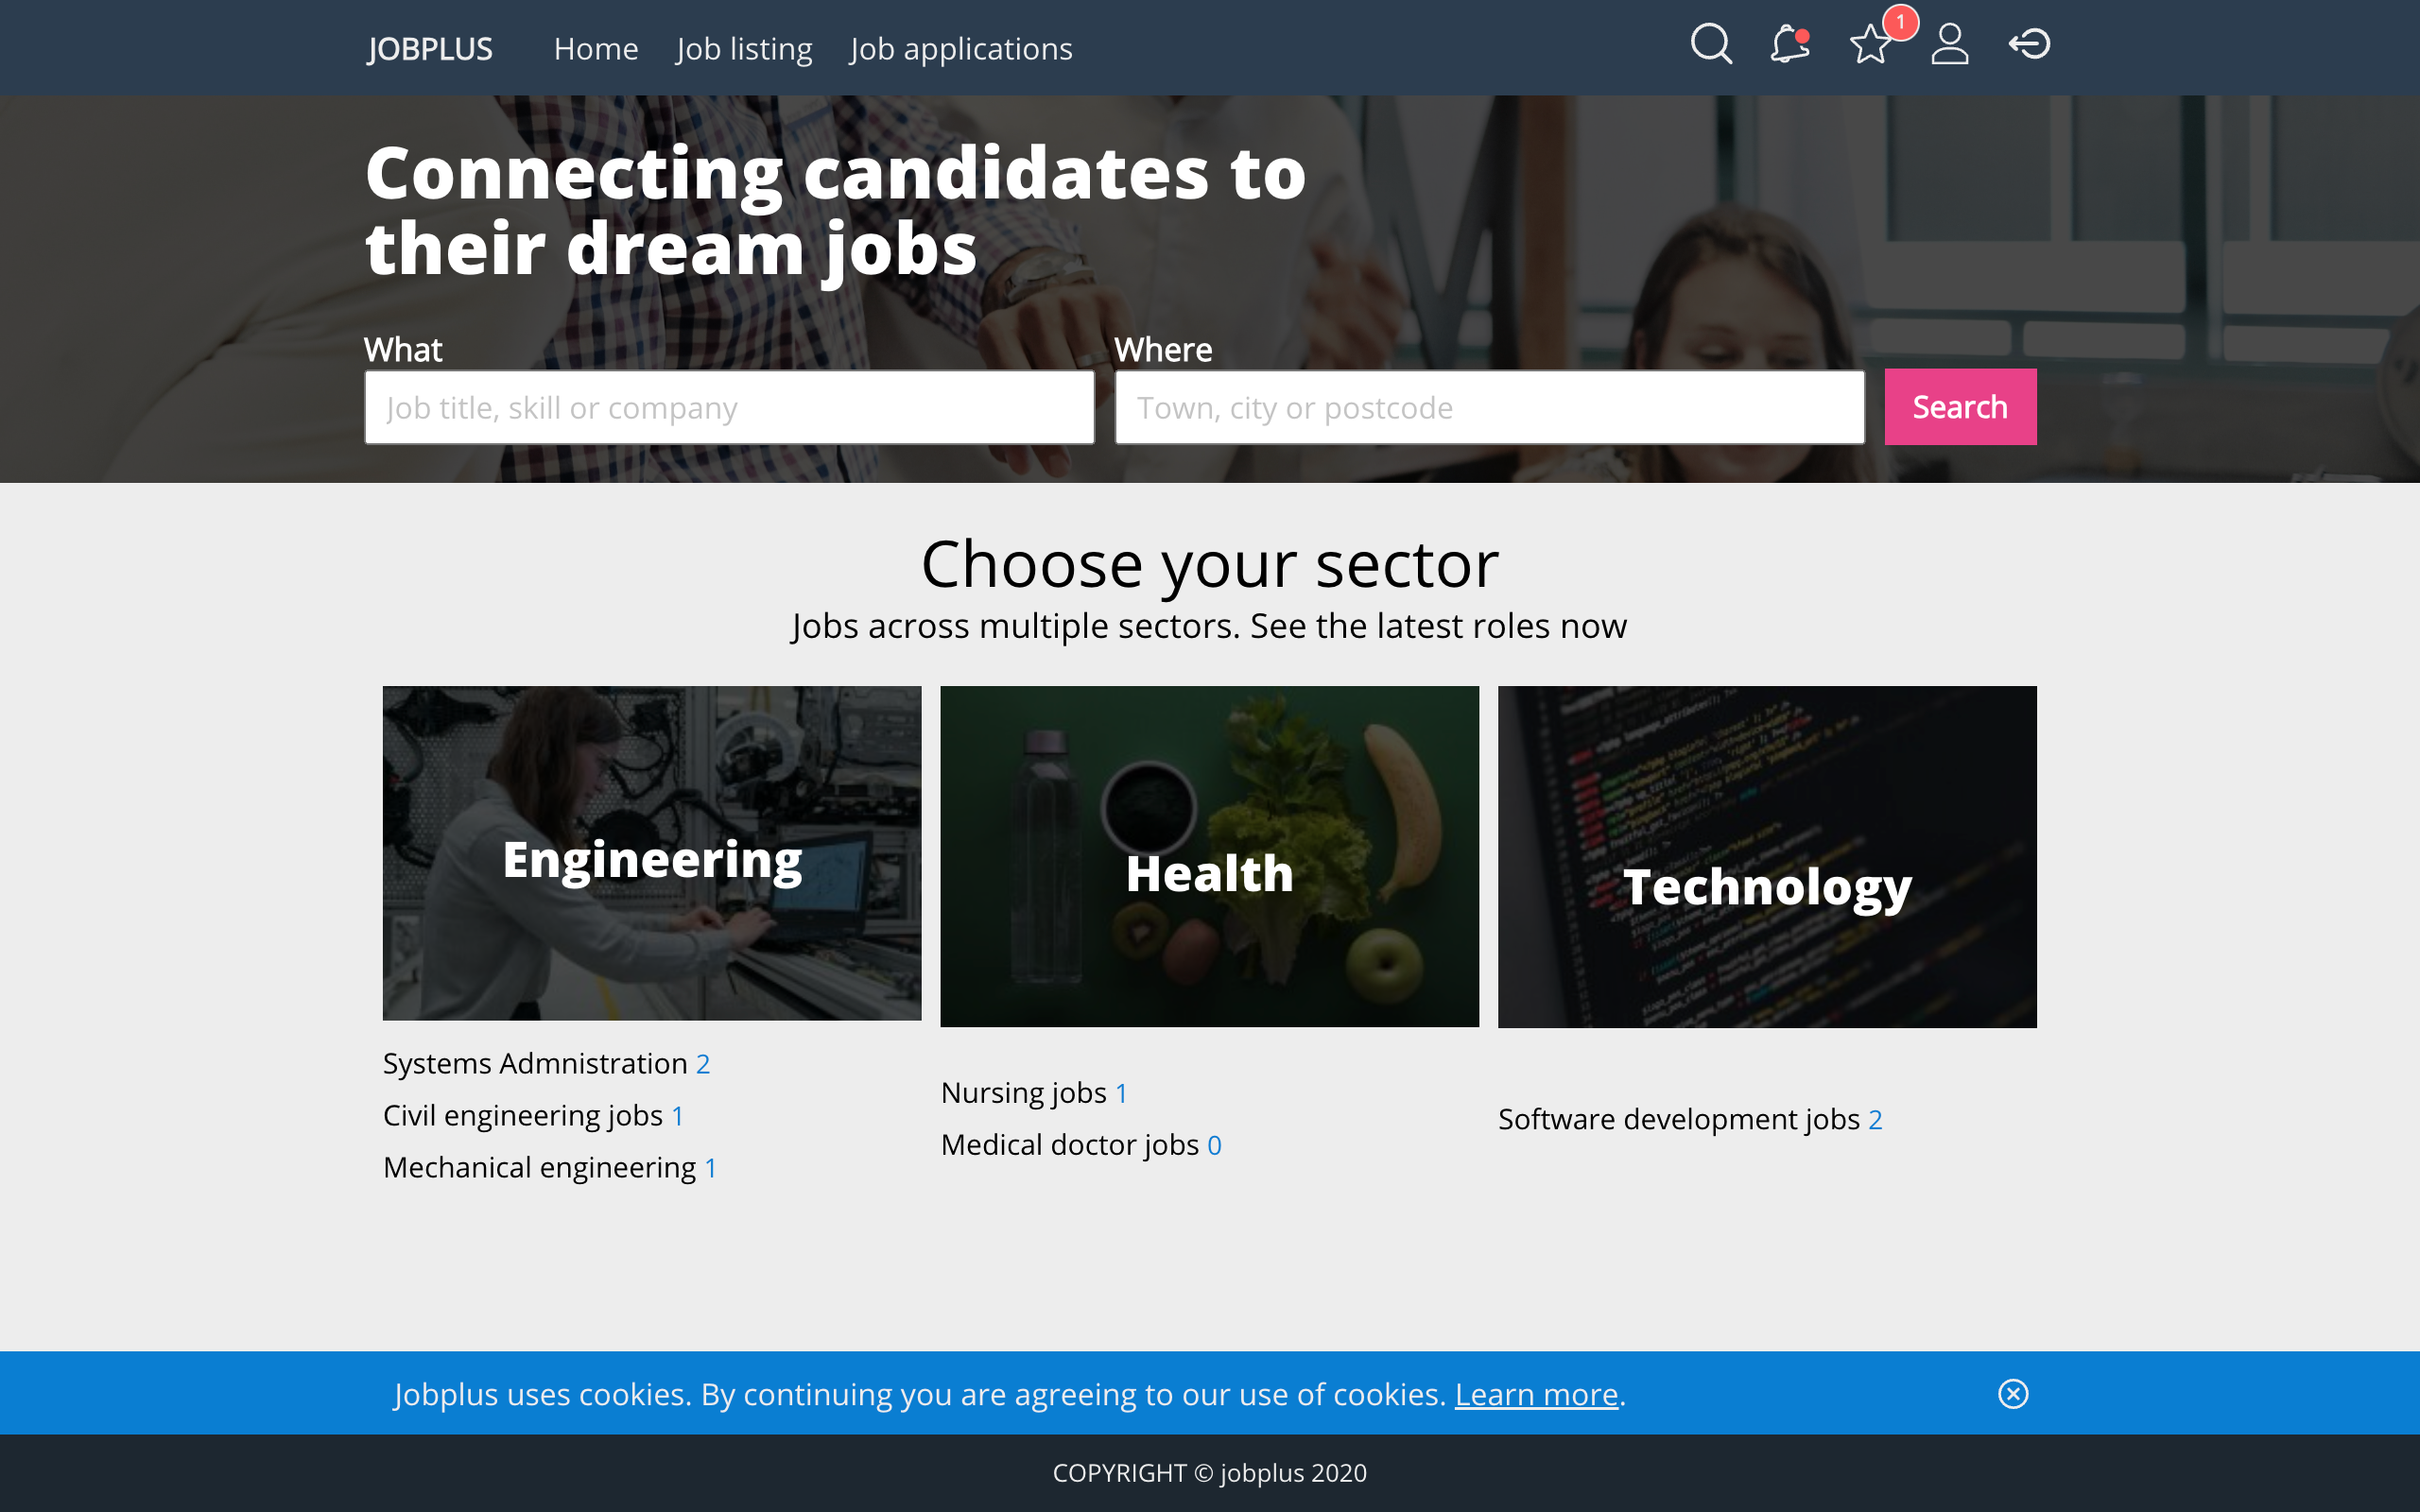 JOBPLUS Home Job listing Job applications 1
Connecting candidates to
their dream jobs
What Where
Job title, skill or company Town, city or postcode Search
Choose your sector
Jobs across multiple sectors. See the latest roles now
Engineering
Health
Technology
Systems Admnistration 2
Civil engineering jobs 1
Mechanical engineering 1
Nursing jobs 1
Medical doctor jobs 0
Software development jobs 2
Jobplus uses cookies. By continuing you are agreeing to our use of cookies. Learn more.
COPYRIGHT © jobplus 2020